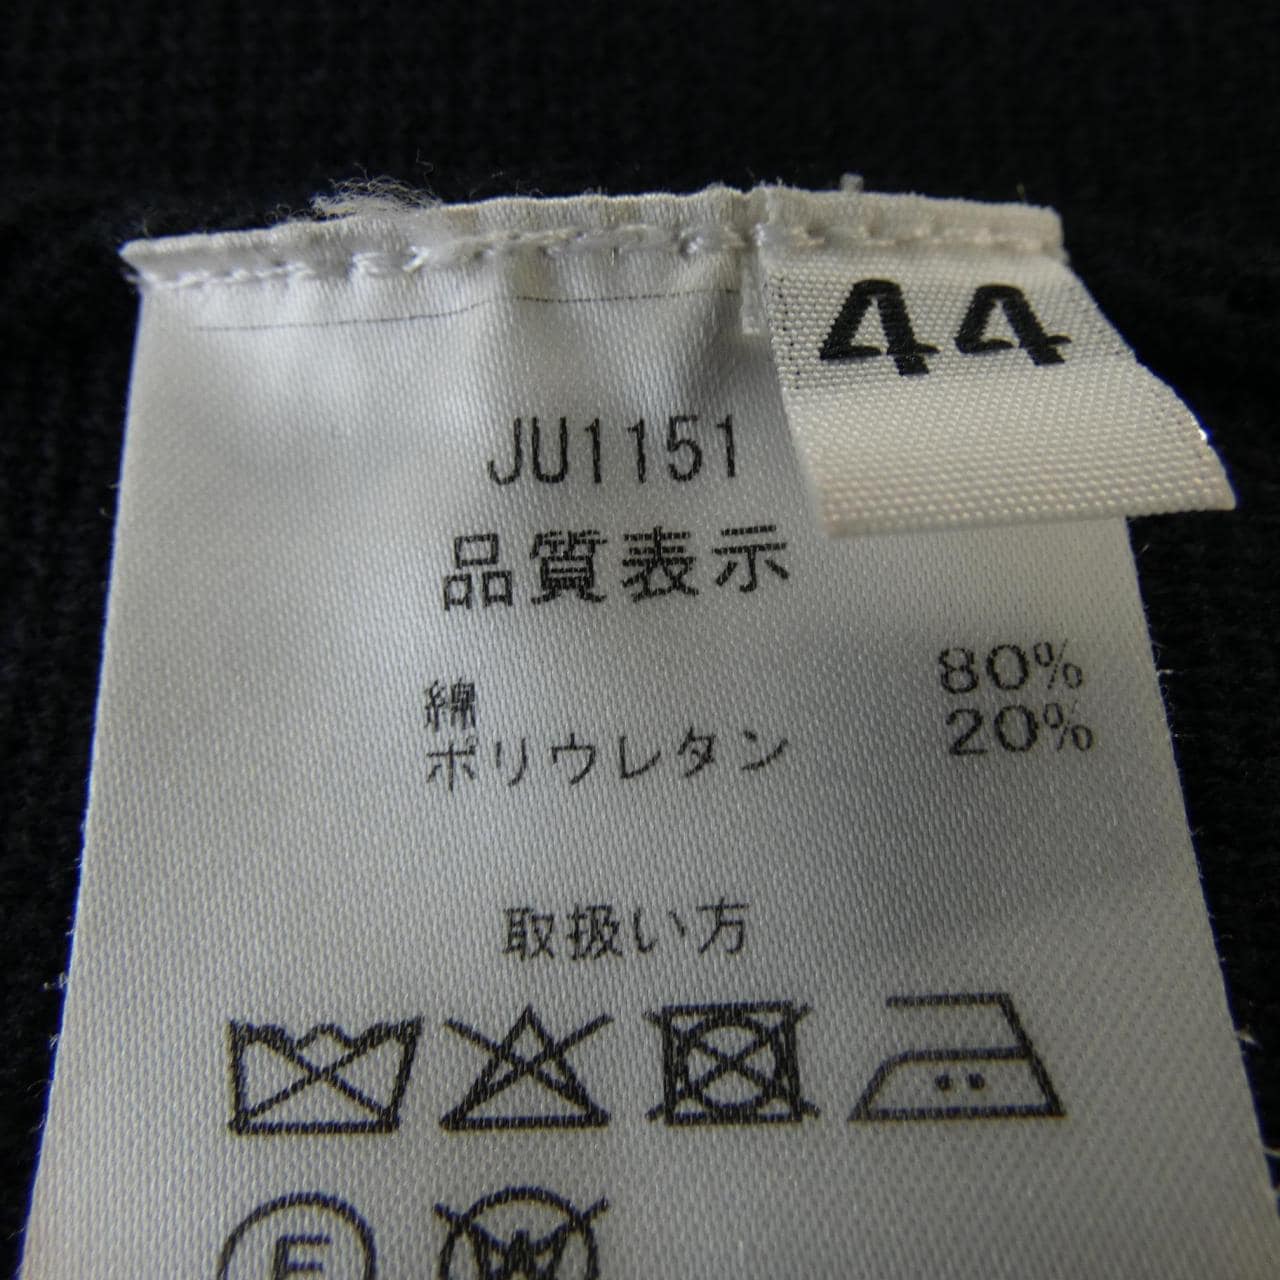 44
JU1151
品質表示
綿 80%
ポリウレタン 20%
取扱い方
F W